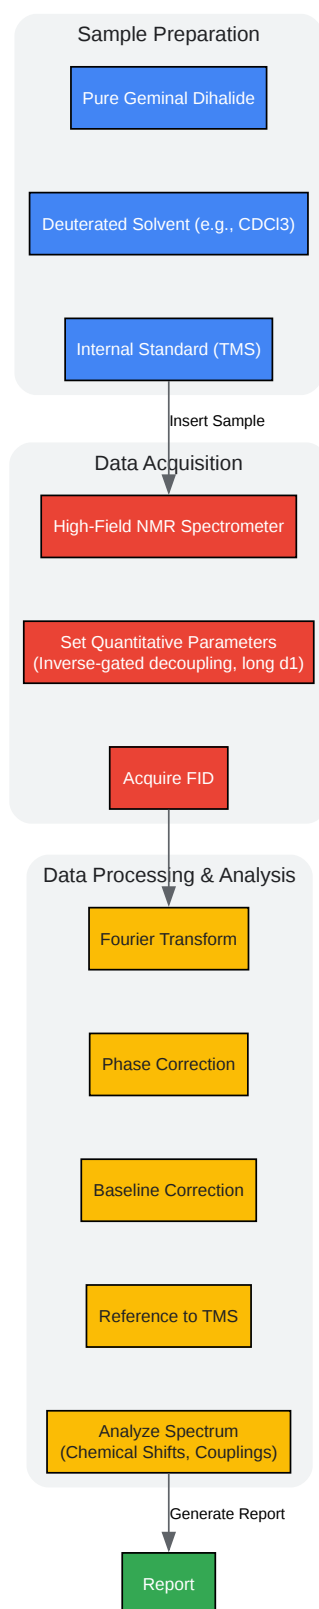 Sample Preparation
Pure Geminal Dihalide
Deuterated Solvent (e.g., CDCl3)
Internal Standard (TMS)
Insert Sample
Data Acquisition
High-Field NMR Spectrometer
Set Quantitative Parameters
(Inverse-gated decoupling, long d1)
Acquire FID
Data Processing & Analysis
Fourier Transform
Phase Correction
Baseline Correction
Reference to TMS
Analyze Spectrum
(Chemical Shifts, Couplings)
Generate Report
Report